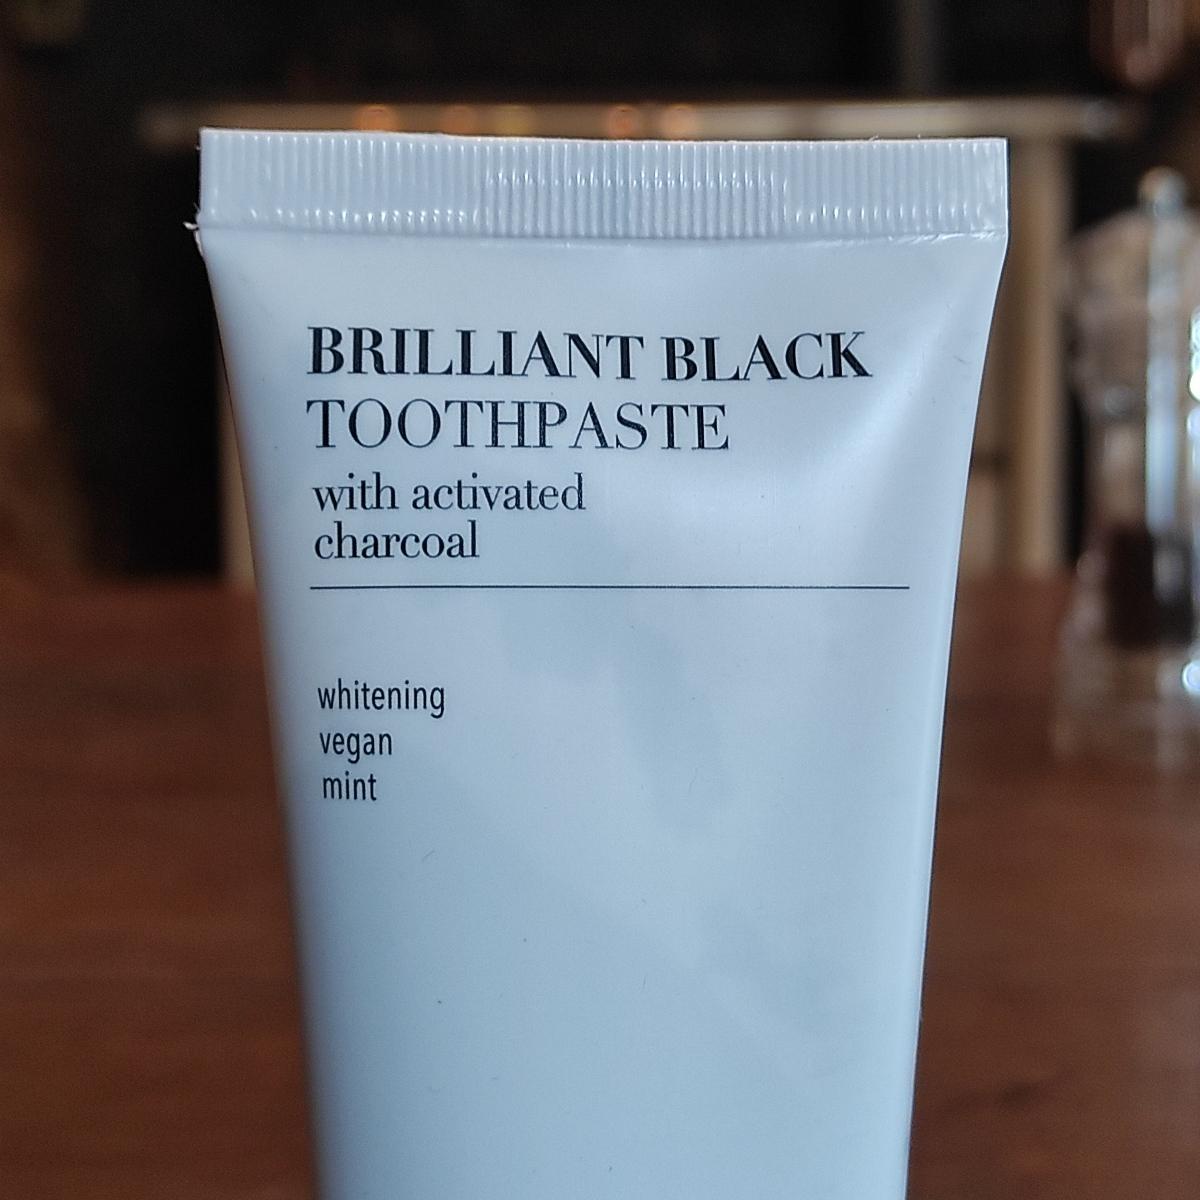 BRILLIANT BLACK
TOOTHPASTE
with activated
charcoal
whitening
vegan
mint